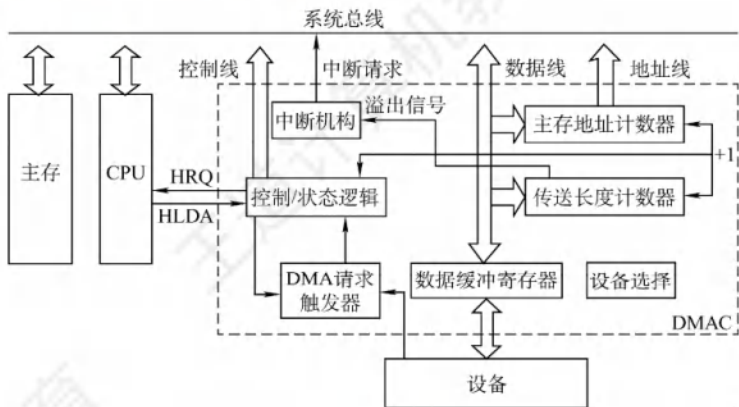 系统总线
控制线
中断请求
数据线
地址线
溢出信号
中断机构
主存地址计数器
+1
主存
CPU
HRQ
HLDA
控制/状态逻辑
传送长度计数器
DMA请求
触发器
数据缓冲寄存器
设备选择
DMAC
设备